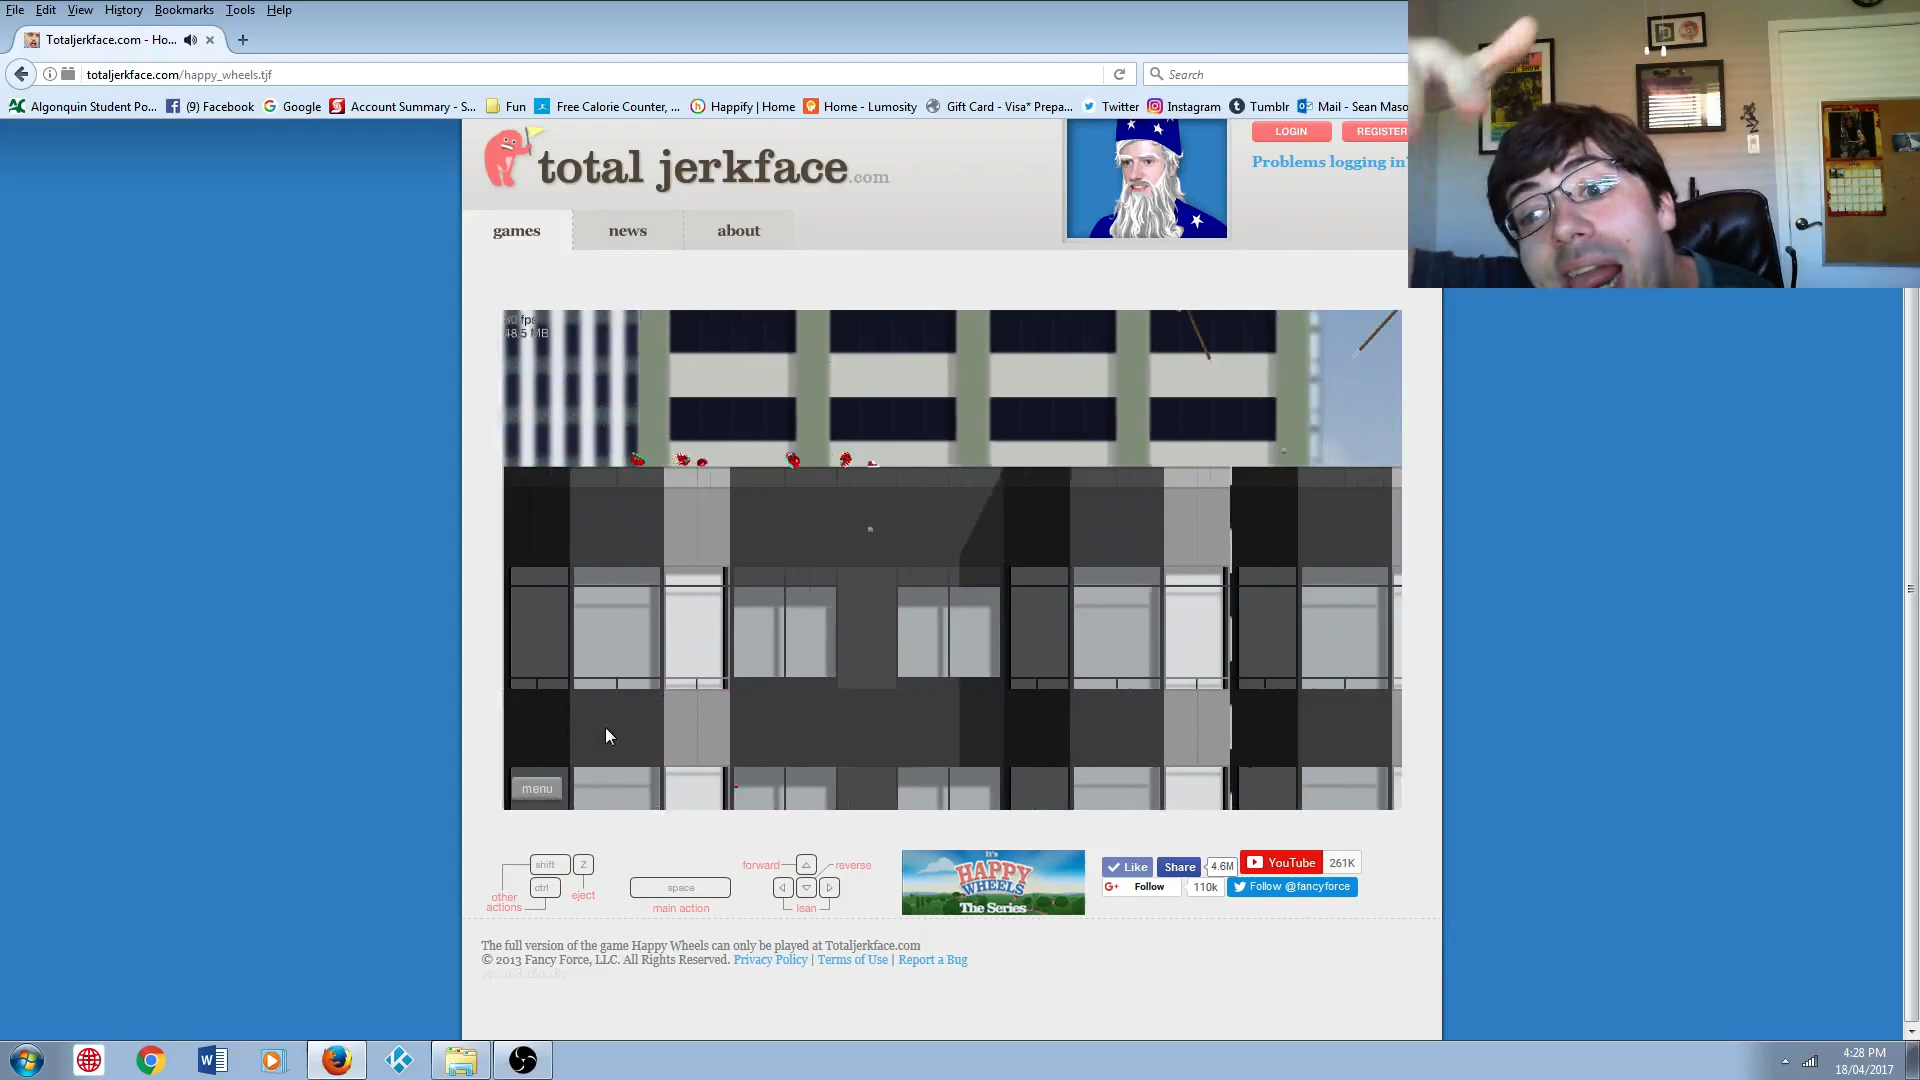 File Edit View History Bookmarks Tools Help
Totaljerkface.com - Ho...
totaljerkface.com/happy_wheels.tjf
Search
Algonquin Student Po...
(9) Facebook
Google
Account Summary - S...
Fun
Free Calorie Counter, ...
Happify | Home
Home - Lumosity
Gift Card - Visa* Prepa...
Twitter
Instagram
Tumblr
Mail - Sean Maso
total jerkface.com
LOGIN
REGISTER
Problems logging in?
games
news
about
30 fps
48.5 MB
menu
shift
Z
ctrl
eject
other
actions
space
main action
forward
reverse
lean
It's
HAPPY
WHEELS
The Series
Like
Share
4.6M
YouTube
261K
Follow
110k
Follow @fancyforce
The full version of the game Happy Wheels can only be played at Totaljerkface.com
© 2013 Fancy Force, LLC. All Rights Reserved. Privacy Policy | Terms of Use | Report a Bug
4:28 PM
18/04/2017